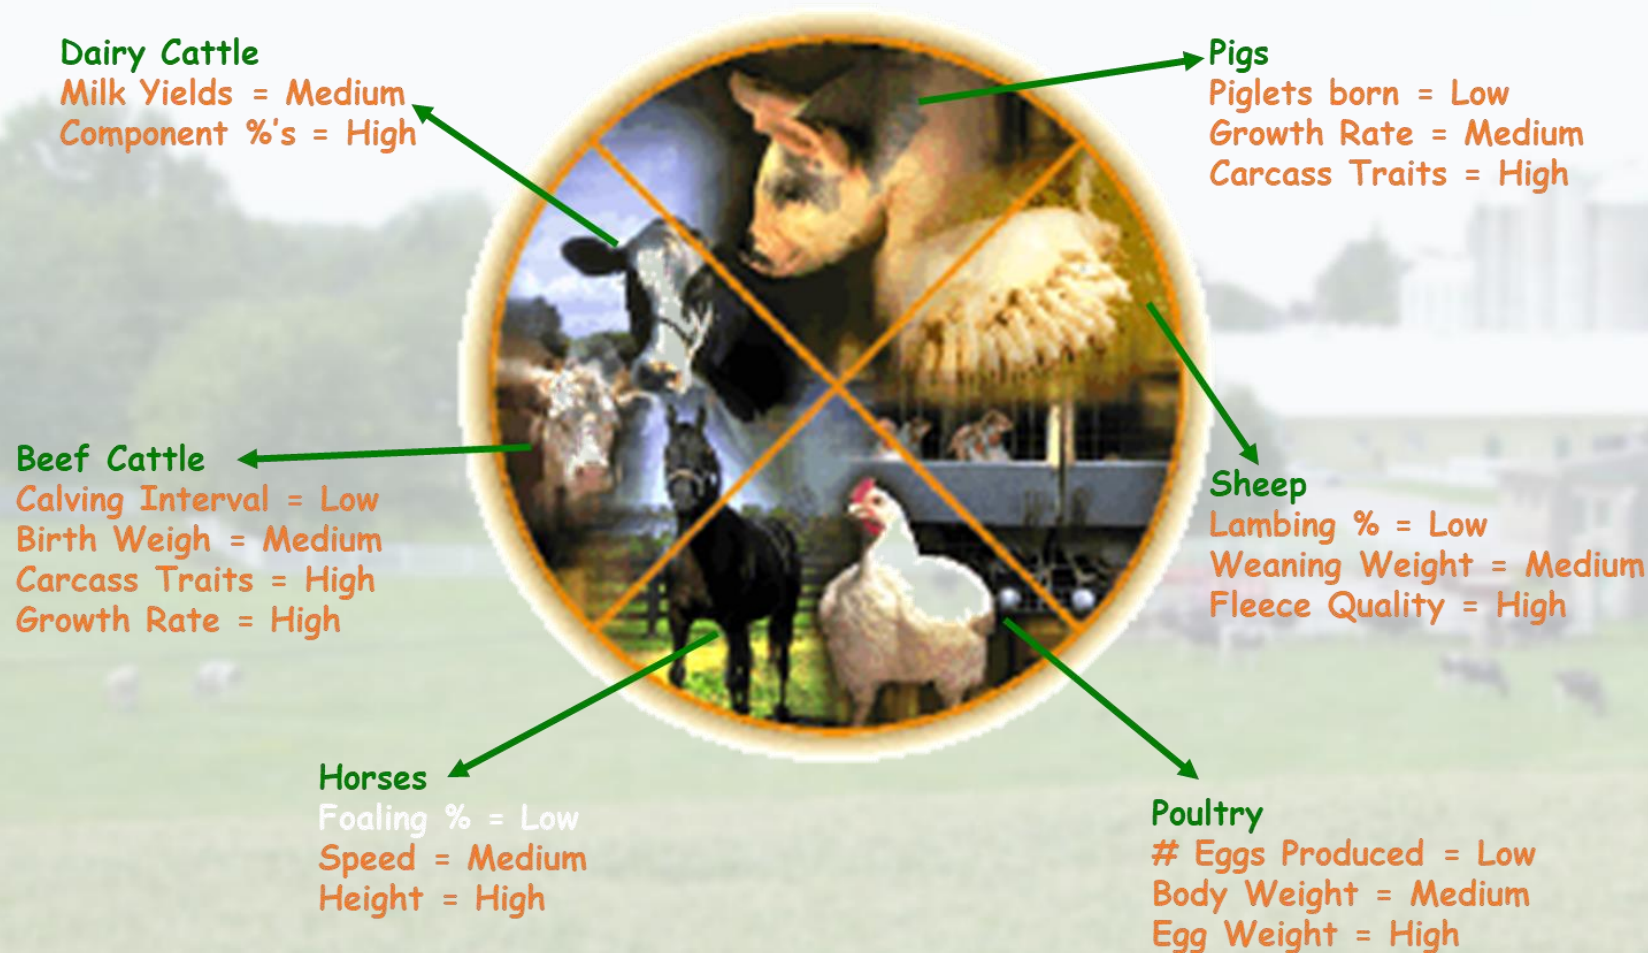 Dairy Cattle
Milk Yields = Medium
Component %'s = High
Pigs
Piglets born = Low
Growth Rate = Medium
Carcass Traits = High
Beef Cattle
Calving Interval = Low
Birth Weigh = Medium
Carcass Traits = High
Growth Rate = High
Sheep
Lambing % = Low
Weaning Weight = Medium
Fleece Quality = High
Horses
Foaling % = Low
Speed = Medium
Height = High
Poultry
# Eggs Produced = Low
Body Weight = Medium
Egg Weight = High